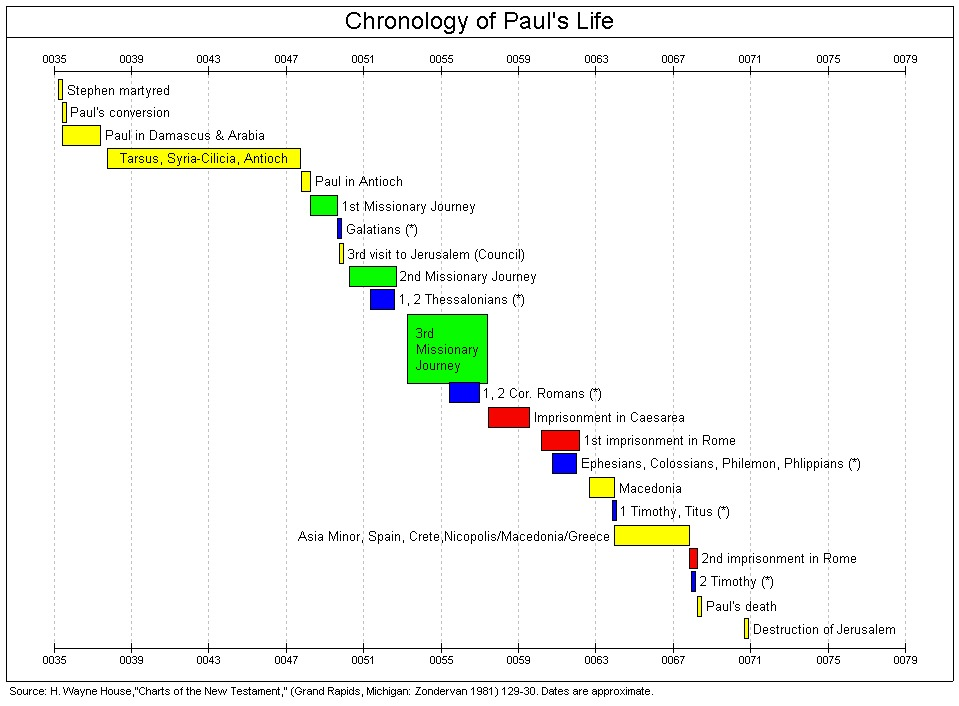 Chronology of Paul's Life
0035 0039 0043 0047 0051 0055 0059 0063 0067 0071 0075 0079
Stephen martyred
Paul's conversion
Paul in Damascus & Arabia
Tarsus, Syria-Cilicia, Antioch
Paul in Antioch
1st Missionary Journey
Galatians (*)
3rd visit to Jerusalem (Council)
2nd Missionary Journey
1, 2 Thessalonians (*)
3rd
Missionary
Journey
1, 2 Cor. Romans (*)
Imprisonment in Caesarea
1st imprisonment in Rome
Ephesians, Colossians, Philemon, Phlippians (*)
Macedonia
1 Timothy, Titus (*)
Asia Minor, Spain, Crete,Nicopolis/Macedonia/Greece
2nd imprisonment in Rome
2 Timothy (*)
Paul's death
Destruction of Jerusalem
0035 0039 0043 0047 0051 0055 0059 0063 0067 0071 0075 0079
Source: H. Wayne House,"Charts of the New Testament," (Grand Rapids, Michigan: Zondervan 1981) 129-30. Dates are approximate.